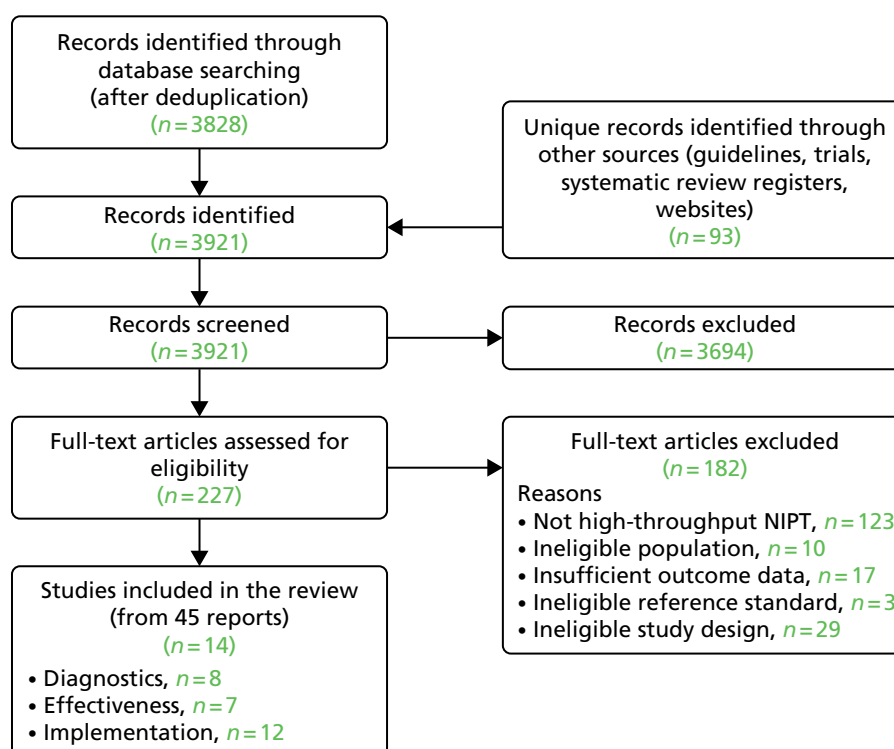 Records identified through
database searching
(after deduplication)
(n=3828)
Unique records identified through
other sources (guidelines, trials,
systematic review registers,
websites)
(n=93)
Records identified
(n=3921)
Records screened
(n=3921)
Records excluded
(n=3694)
Full-text articles assessed for
eligibility
(n=227)
Full-text articles excluded
(n=182)
Reasons
• Not high-throughput NIPT, n=123
• Ineligible population, n=10
• Insufficient outcome data, n=17
• Ineligible reference standard, n=3
• Ineligible study design, n=29
Studies included in the review
(from 45 reports)
(n=14)
• Diagnostics, n=8
• Effectiveness, n=7
• Implementation, n=12